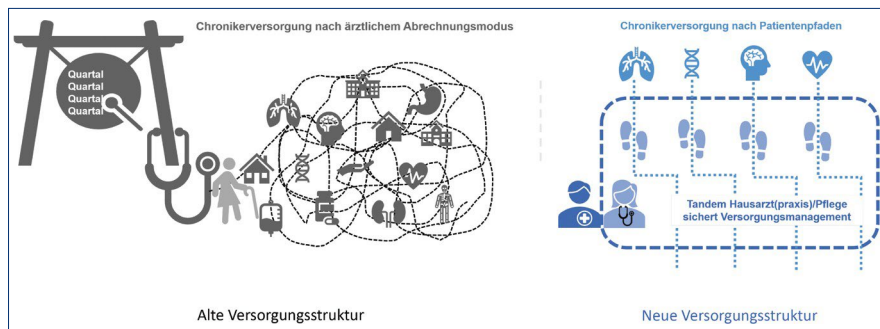 Chronikerversorgung nach ärztlichem Abrechnungsmodus
Quartal
Quartal
Quartal
Quartal
Alte Versorgungsstruktur
Chronikerversorgung nach Patientenpfaden
Tandem Hausarzt(praxis)/Pflege
sichert Versorgungsmanagement
Neue Versorgungsstruktur